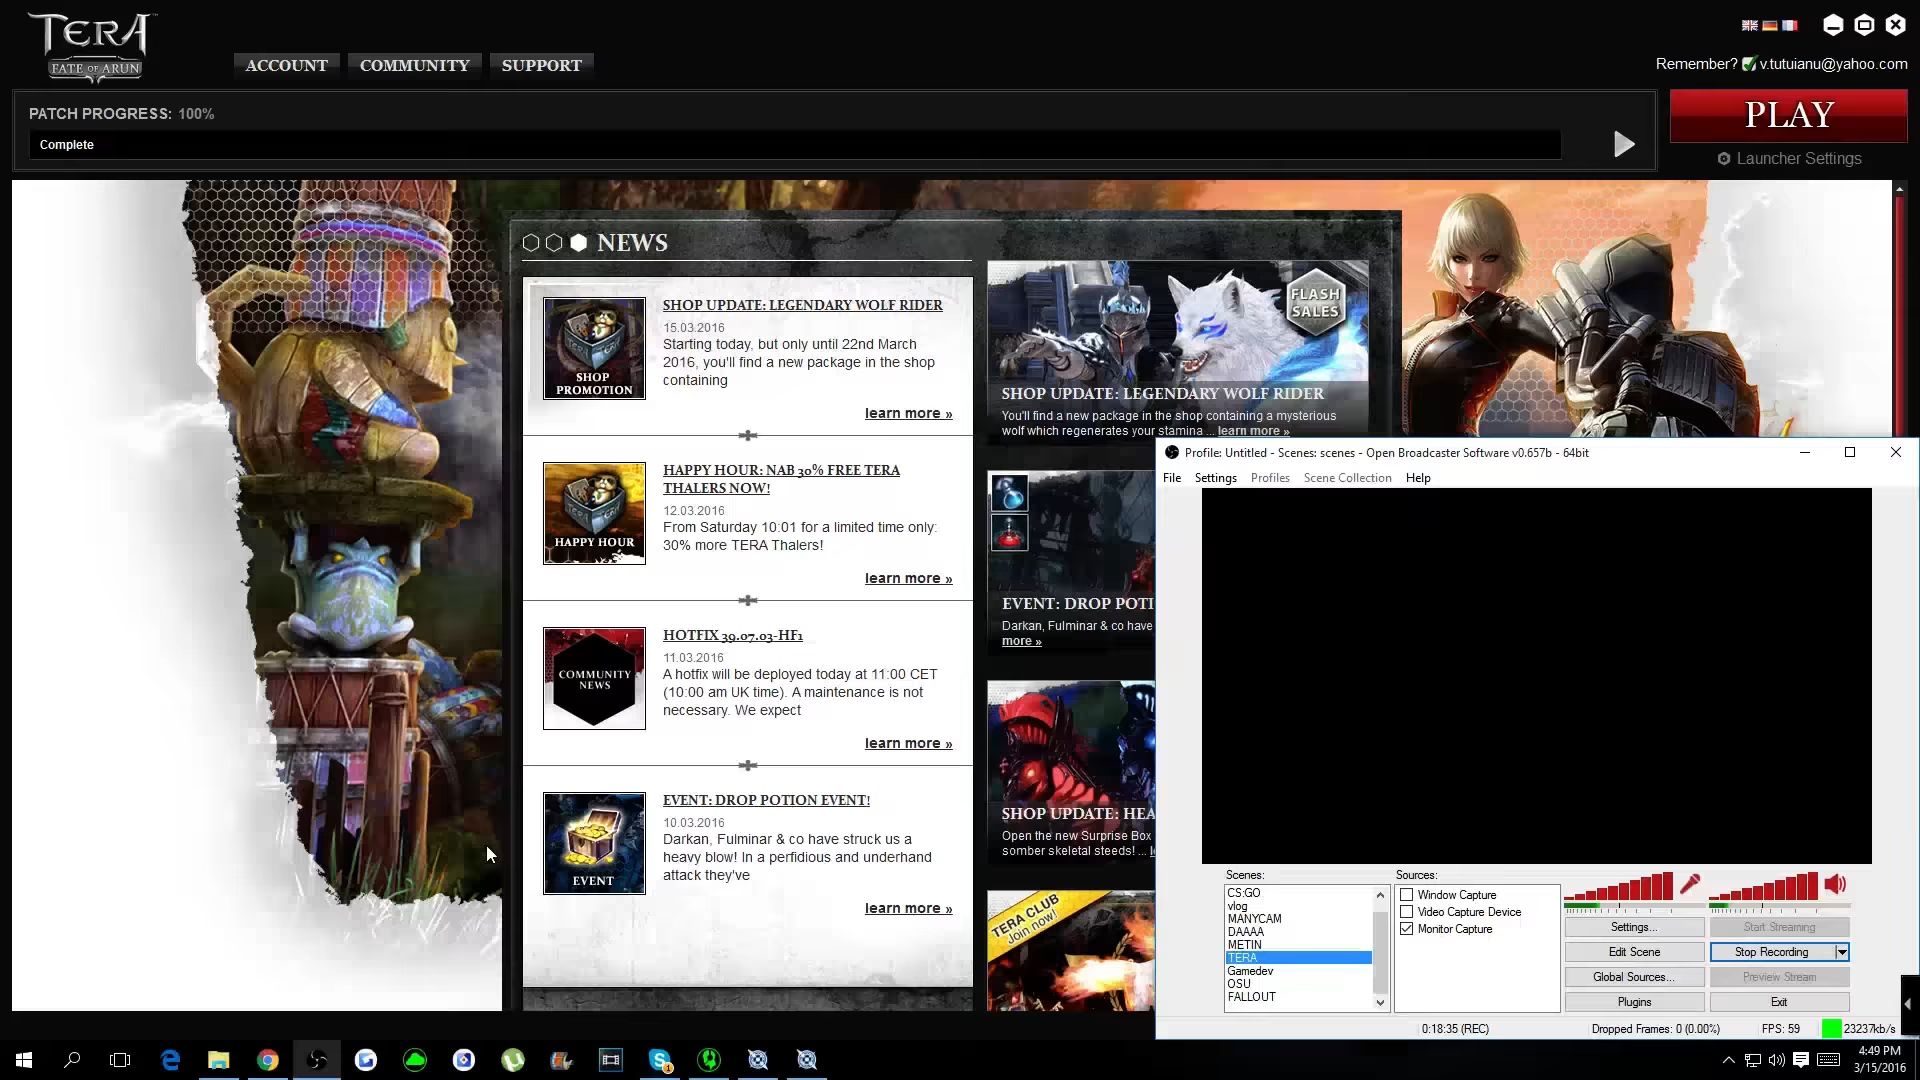 TERA
FATE OF ARUN
ACCOUNT
COMMUNITY
SUPPORT
Remember? v.tutuianu@yahoo.com
PATCH PROGRESS: 100%
Complete
PLAY
Launcher Settings
NEWS
SHOP PROMOTION
SHOP UPDATE: LEGENDARY WOLF RIDER
15.03.2016
Starting today, but only until 22nd March
2016, you'll find a new package in the shop
containing
learn more »
HAPPY HOUR
HAPPY HOUR: NAB 30% FREE TERA
THALERS NOW!
12.03.2016
From Saturday 10:01 for a limited time only:
30% more TERA Thalers!
learn more »
COMMUNITY
NEWS
HOTFIX 39.07.03-HF1
11.03.2016
A hotfix will be deployed today at 11:00 CET
(10:00 am UK time). A maintenance is not
necessary. We expect
learn more »
EVENT
EVENT: DROP POTION EVENT!
10.03.2016
Darkan, Fulminar & co have struck us a
heavy blow! In a perfidious and underhand
attack they've
learn more »
FLASH
SALES
SHOP UPDATE: LEGENDARY WOLF RIDER
You'll find a new package in the shop containing a mysterious
wolf which regenerates your stamina ... learn more »
EVENT: DROP POTI
Darkan, Fulminar & co have
more »
SHOP UPDATE: HEA
Open the new Surprise Box
somber skeletal steeds! ...
TERA CLUB
Join now!
Profile: Untitled - Scenes: scenes - Open Broadcaster Software v0.657b - 64bit
File Settings Profiles Scene Collection Help
Scenes:
CS:GO
vlog
MANYCAM
DAAAA
METIN
TERA
Gamedev
OSU
FALLOUT
Sources:
Window Capture
Video Capture Device
Monitor Capture
Settings...
Start Streaming
Edit Scene
Stop Recording
Global Sources...
Preview Stream
Plugins
Exit
0:18:35 (REC)
Dropped Frames: 0 (0.00%)
FPS: 59
23237kb/s
4:49 PM
3/15/2016